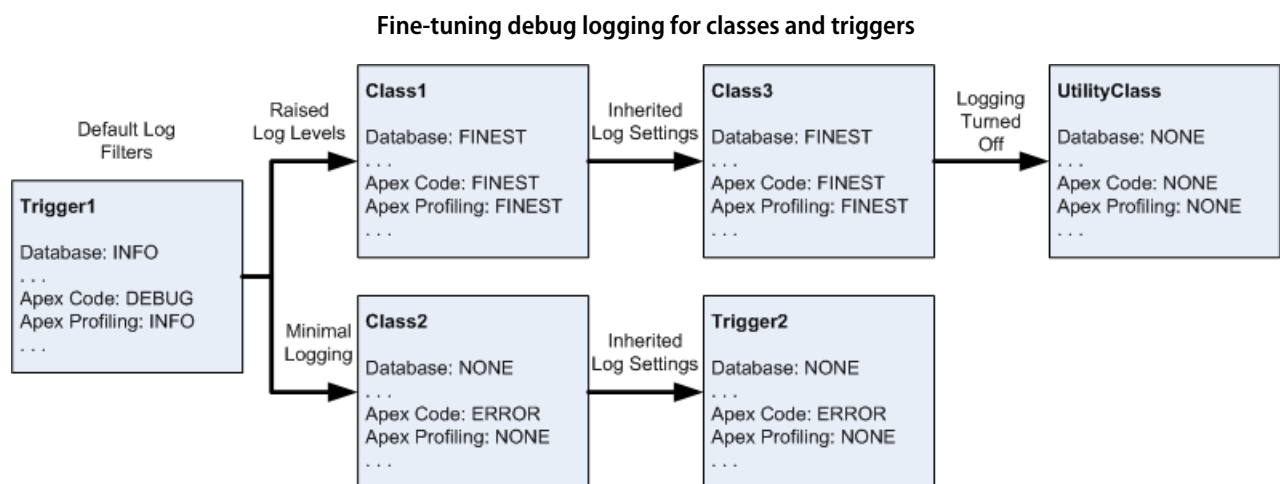 Fine-tuning debug logging for classes and triggers
Default Log
Filters
Trigger1
Database: INFO
. . .
Apex Code: DEBUG
Apex Profiling: INFO
. . .
Raised
Log Levels
Class1
Database: FINEST
. . .
Apex Code: FINEST
Apex Profiling: FINEST
. . .
Inherited
Log Settings
Class3
Database: FINEST
. . .
Apex Code: FINEST
Apex Profiling: FINEST
. . .
Logging
Turned
Off
UtilityClass
Database: NONE
. . .
Apex Code: NONE
Apex Profiling: NONE
. . .
Minimal
Logging
Class2
Database: NONE
. . .
Apex Code: ERROR
Apex Profiling: NONE
. . .
Inherited
Log Settings
Trigger2
Database: NONE
. . .
Apex Code: ERROR
Apex Profiling: NONE
. . .